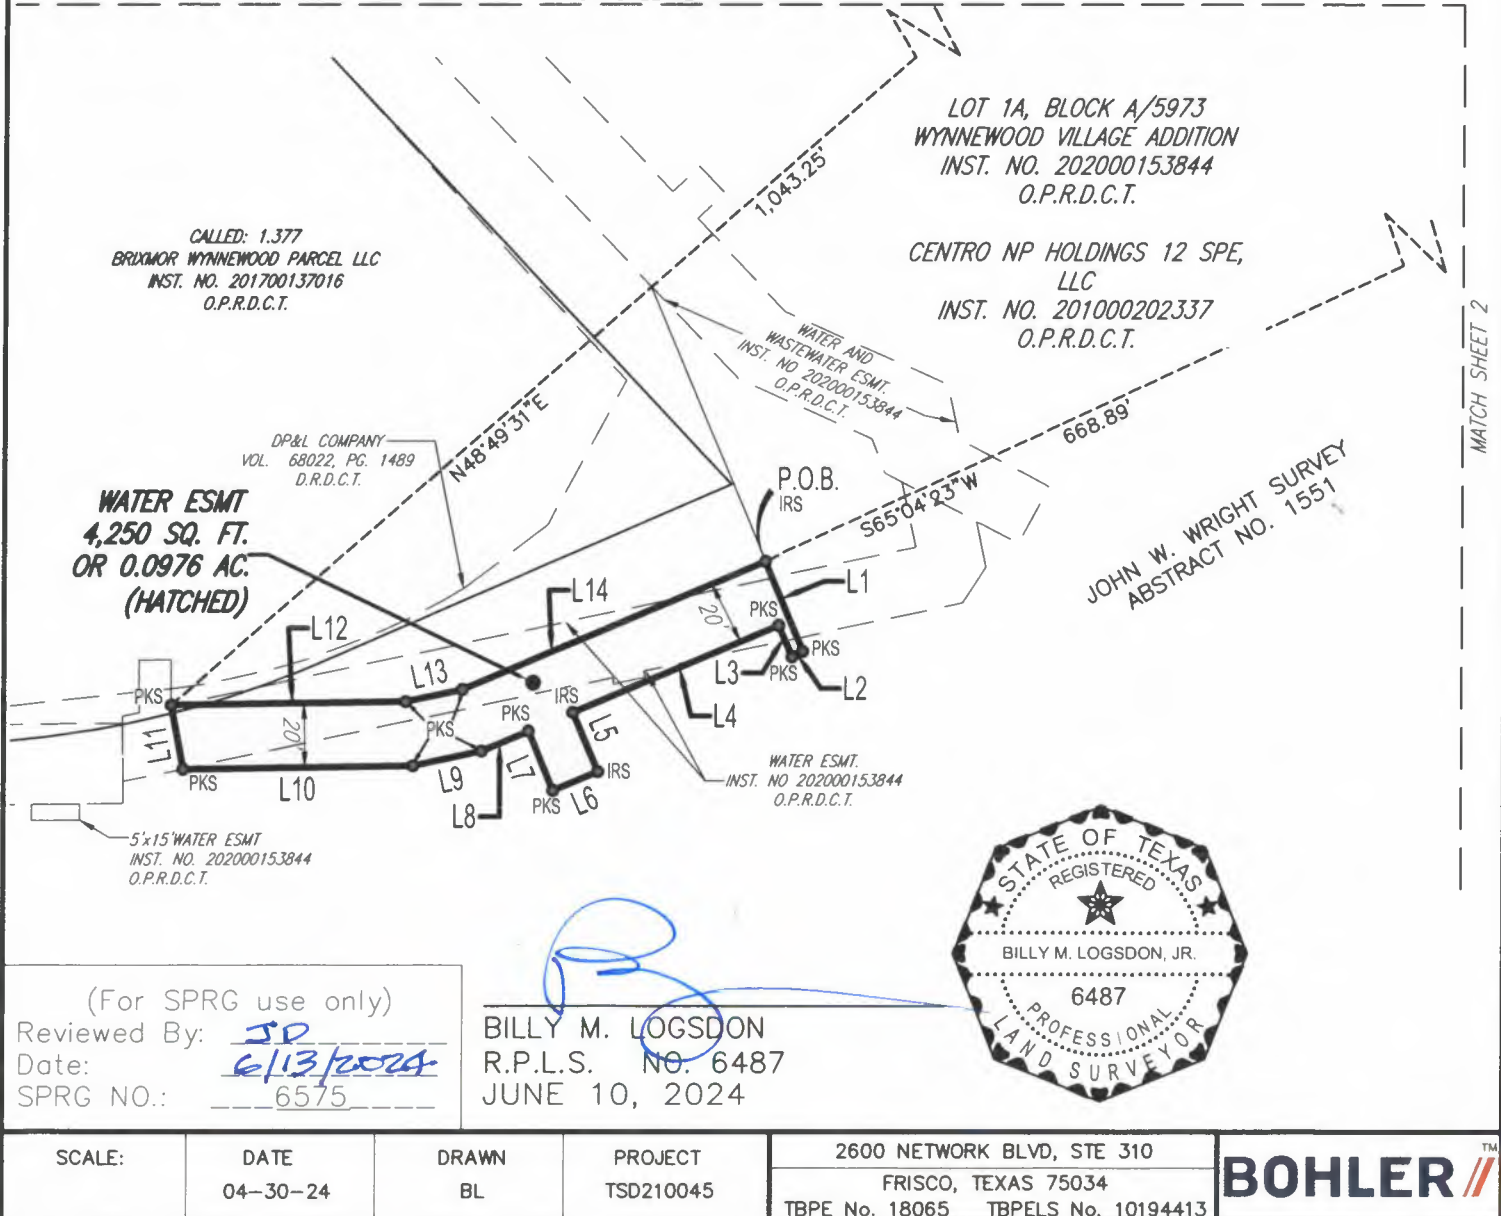 LOT 1A, BLOCK A/5973
WYNNEWOOD VILLAGE ADDITION
INST. NO. 202000153844
O.P.R.D.C.T.
1,043.25'
CALLED: 1.377
BRIXMOR WYNNEWOOD PARCEL LLC
INST. NO. 201700137016
O.P.R.D.C.T.
CENTRO NP HOLDINGS 12 SPE,
LLC
INST. NO. 201000202337
O.P.R.D.C.T.
MATCH SHEET 2
WATER AND
WASTEWATER ESMT.
INST. NO 202000153844
O.P.R.D.C.T.
N48°49'31"E
668.89'
DP&L COMPANY
VOL. 68022, PG. 1489
D.R.D.C.T.
P.O.B.
IRS
S65°04'23"W
JOHN W. WRIGHT SURVEY
ABSTRACT NO. 1551
WATER ESMT
4,250 SQ. FT.
OR 0.0976 AC.
(HATCHED)
L14
L1
PKS
20'
L12
L13
L3
PKS
PKS
L2
PKS
IRS
L4
PKS
PKS
L5
L11
20'
IRS
PKS
L10
L9
L7
L8
PKS
L6
WATER ESMT.
INST. NO 202000153844
O.P.R.D.C.T.
5'x15'WATER ESMT
INST. NO. 202000153844
O.P.R.D.C.T.
STATE OF TEXAS
REGISTERED
BILLY M. LOGSDON, JR.
6487
PROFESSIONAL
LAND SURVEYOR
(For SPRG use only)
Reviewed By: JD
Date: 6/13/2024
SPRG NO.: 6575
BILLY M. LOGSDON
R.P.L.S. NO. 6487
JUNE 10, 2024
SCALE:
DATE
04-30-24
DRAWN
BL
PROJECT
TSD210045
2600 NETWORK BLVD, STE 310
FRISCO, TEXAS 75034
TBPE No. 18065 TBPELS No. 10194413
BOHLER// TM